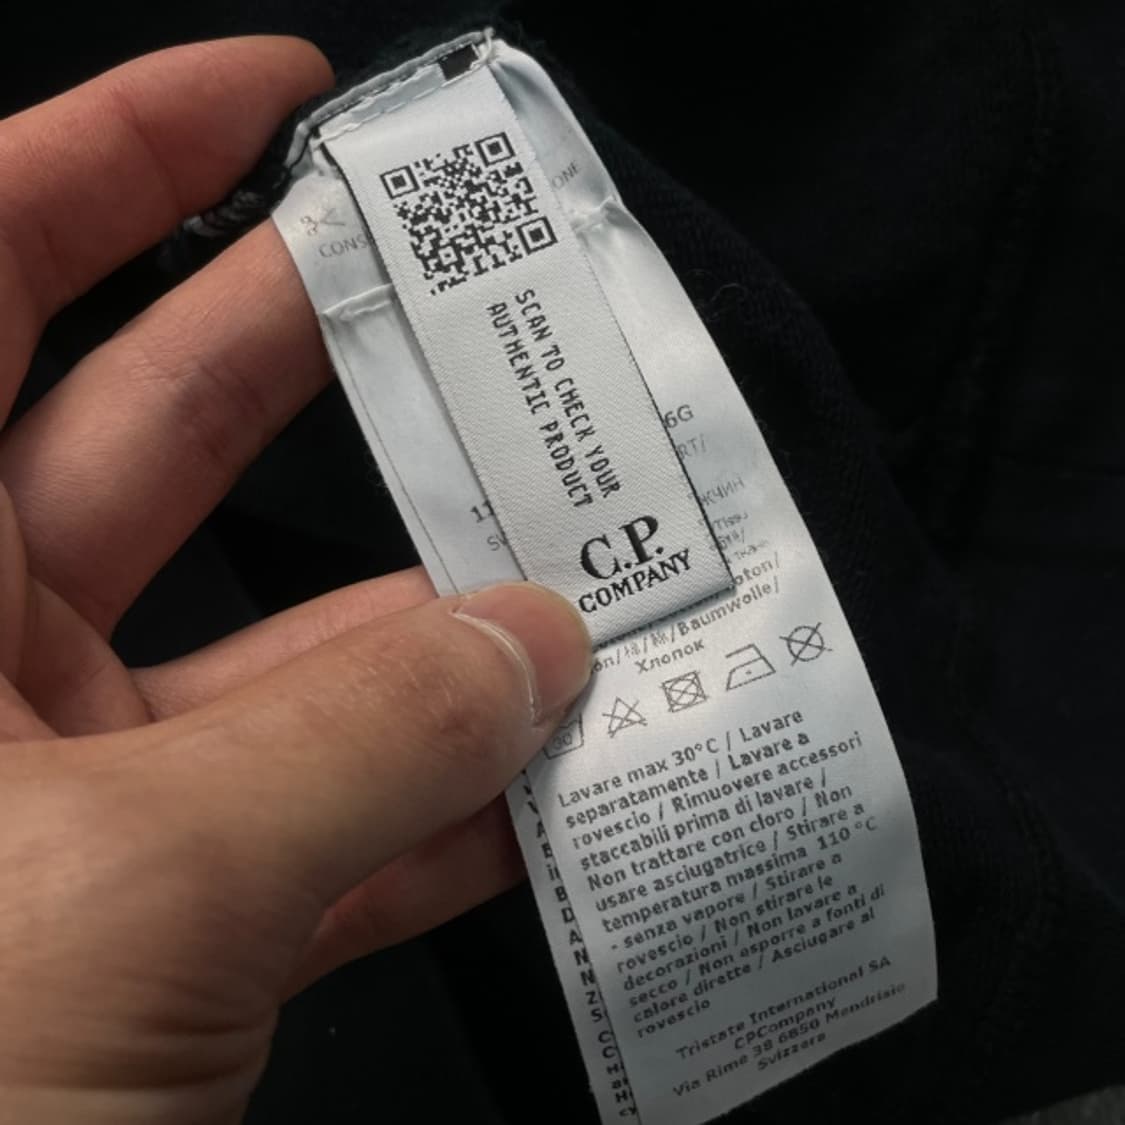 SCAN TO CHECK YOUR
AUTHENTIC PRODUCT
C.P.
COMPANY
6G
Baumwolle/
Хлопок
30
Lavare max 30°C / Lavare
separatamente / Lavare a
rovescio / Rimuovere accessori
staccabili prima di lavare /
Non trattare con cloro / Non
usare asciugatrice / Stirare a
temperatura massima 110 °C
- senza vapore / Stirare a
rovescio / Non stirare le
decorazioni / Non lavare a
secco / Non esporre a fonti di
calore dirette / Asciugare al
rovescio
Tristate International SA
CPCompany
Via Rime 38 6850 Mendrisio
Svizzera